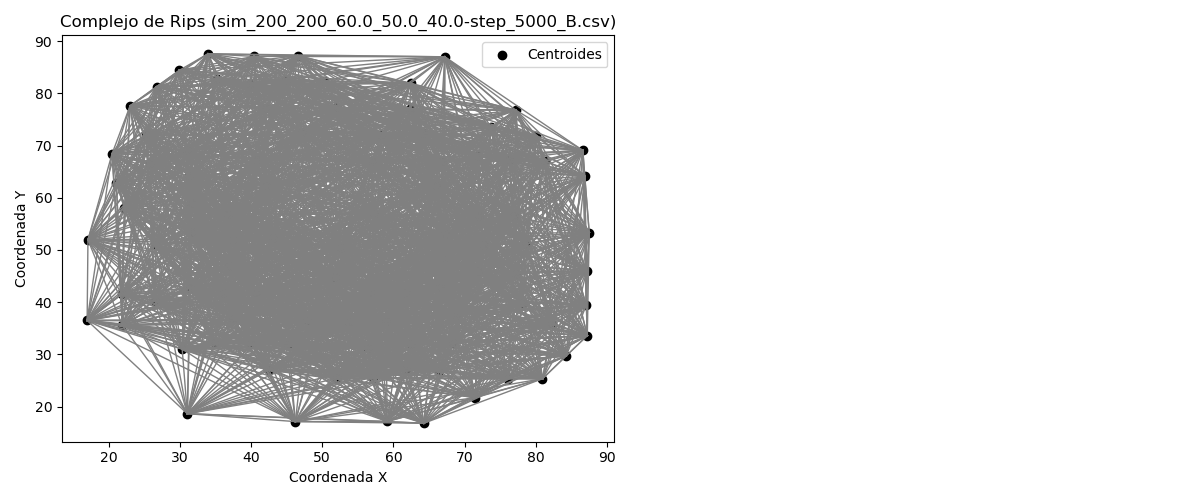 Complejo de Rips (sim_200_200_60.0_50.0_40.0-step_5000_B.csv)
Centroides
90
80
70
60
50
40
30
20
Coordenada Y
20 30 40 50 60 70 80 90
Coordenada X